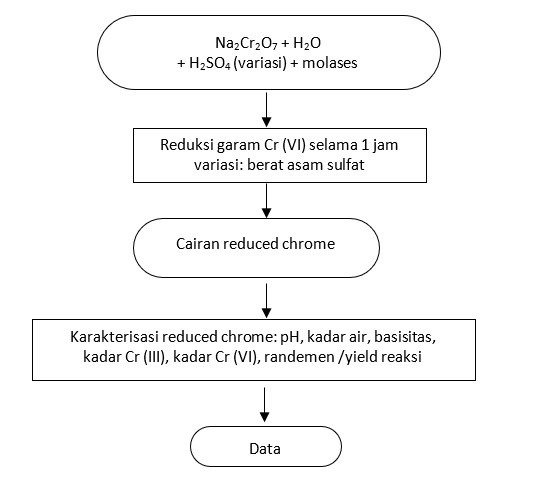 Na₂Cr₂O₇ + H₂O
+ H₂SO₄ (variasi) + molases
Reduksi garam Cr (VI) selama 1 jam
variasi: berat asam sulfat
Cairan reduced chrome
Karakterisasi reduced chrome: pH, kadar air, basisitas,
kadar Cr (III), kadar Cr (VI), randemen /yield reaksi
Data